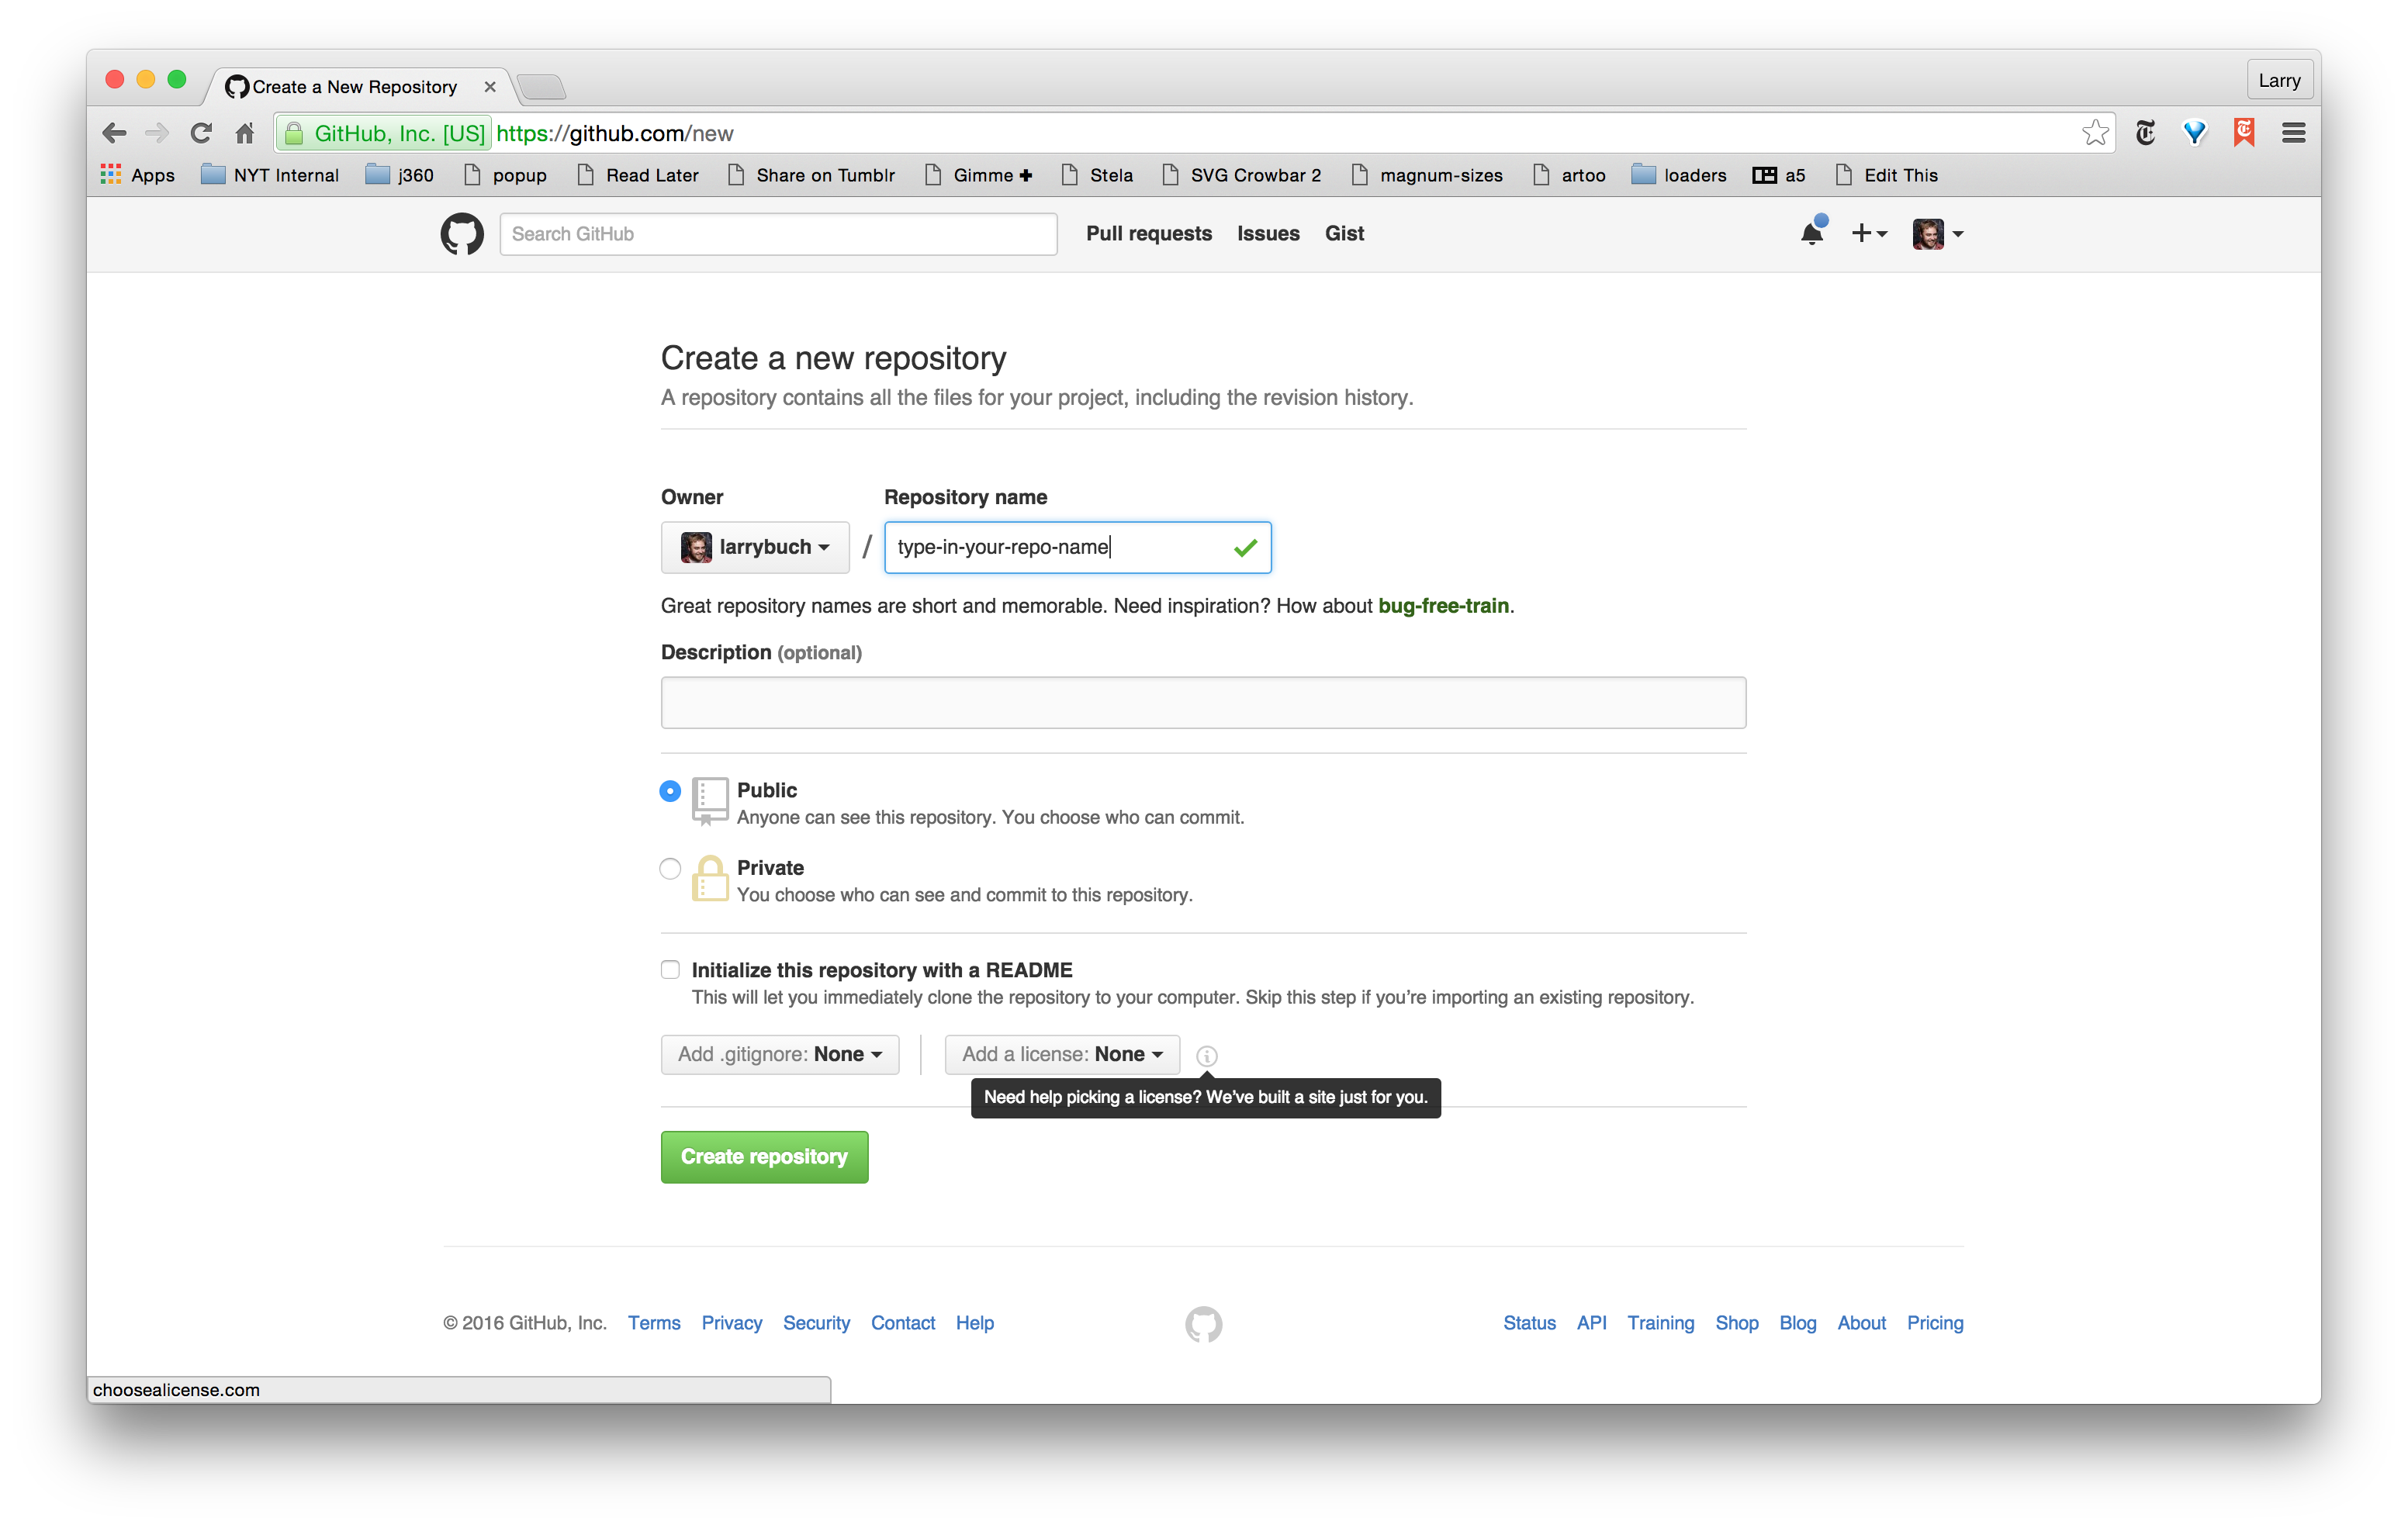 Create a New Repository
Larry
GitHub, Inc. [US] https://github.com/new
Apps NYT Internal j360 popup Read Later Share on Tumblr Gimme ✚ Stela SVG Crowbar 2 magnum-sizes artoo loaders a5 Edit This
Search GitHub Pull requests Issues Gist
Create a new repository
A repository contains all the files for your project, including the revision history.
Owner Repository name
larrybuch / type-in-your-repo-name
Great repository names are short and memorable. Need inspiration? How about bug-free-train.
Description (optional)
Public
Anyone can see this repository. You choose who can commit.
Private
You choose who can see and commit to this repository.
Initialize this repository with a README
This will let you immediately clone the repository to your computer. Skip this step if you’re importing an existing repository.
Add .gitignore: None Add a license: None
Need help picking a license? We’ve built a site just for you.
Create repository
© 2016 GitHub, Inc. Terms Privacy Security Contact Help Status API Training Shop Blog About Pricing
choosealicense.com